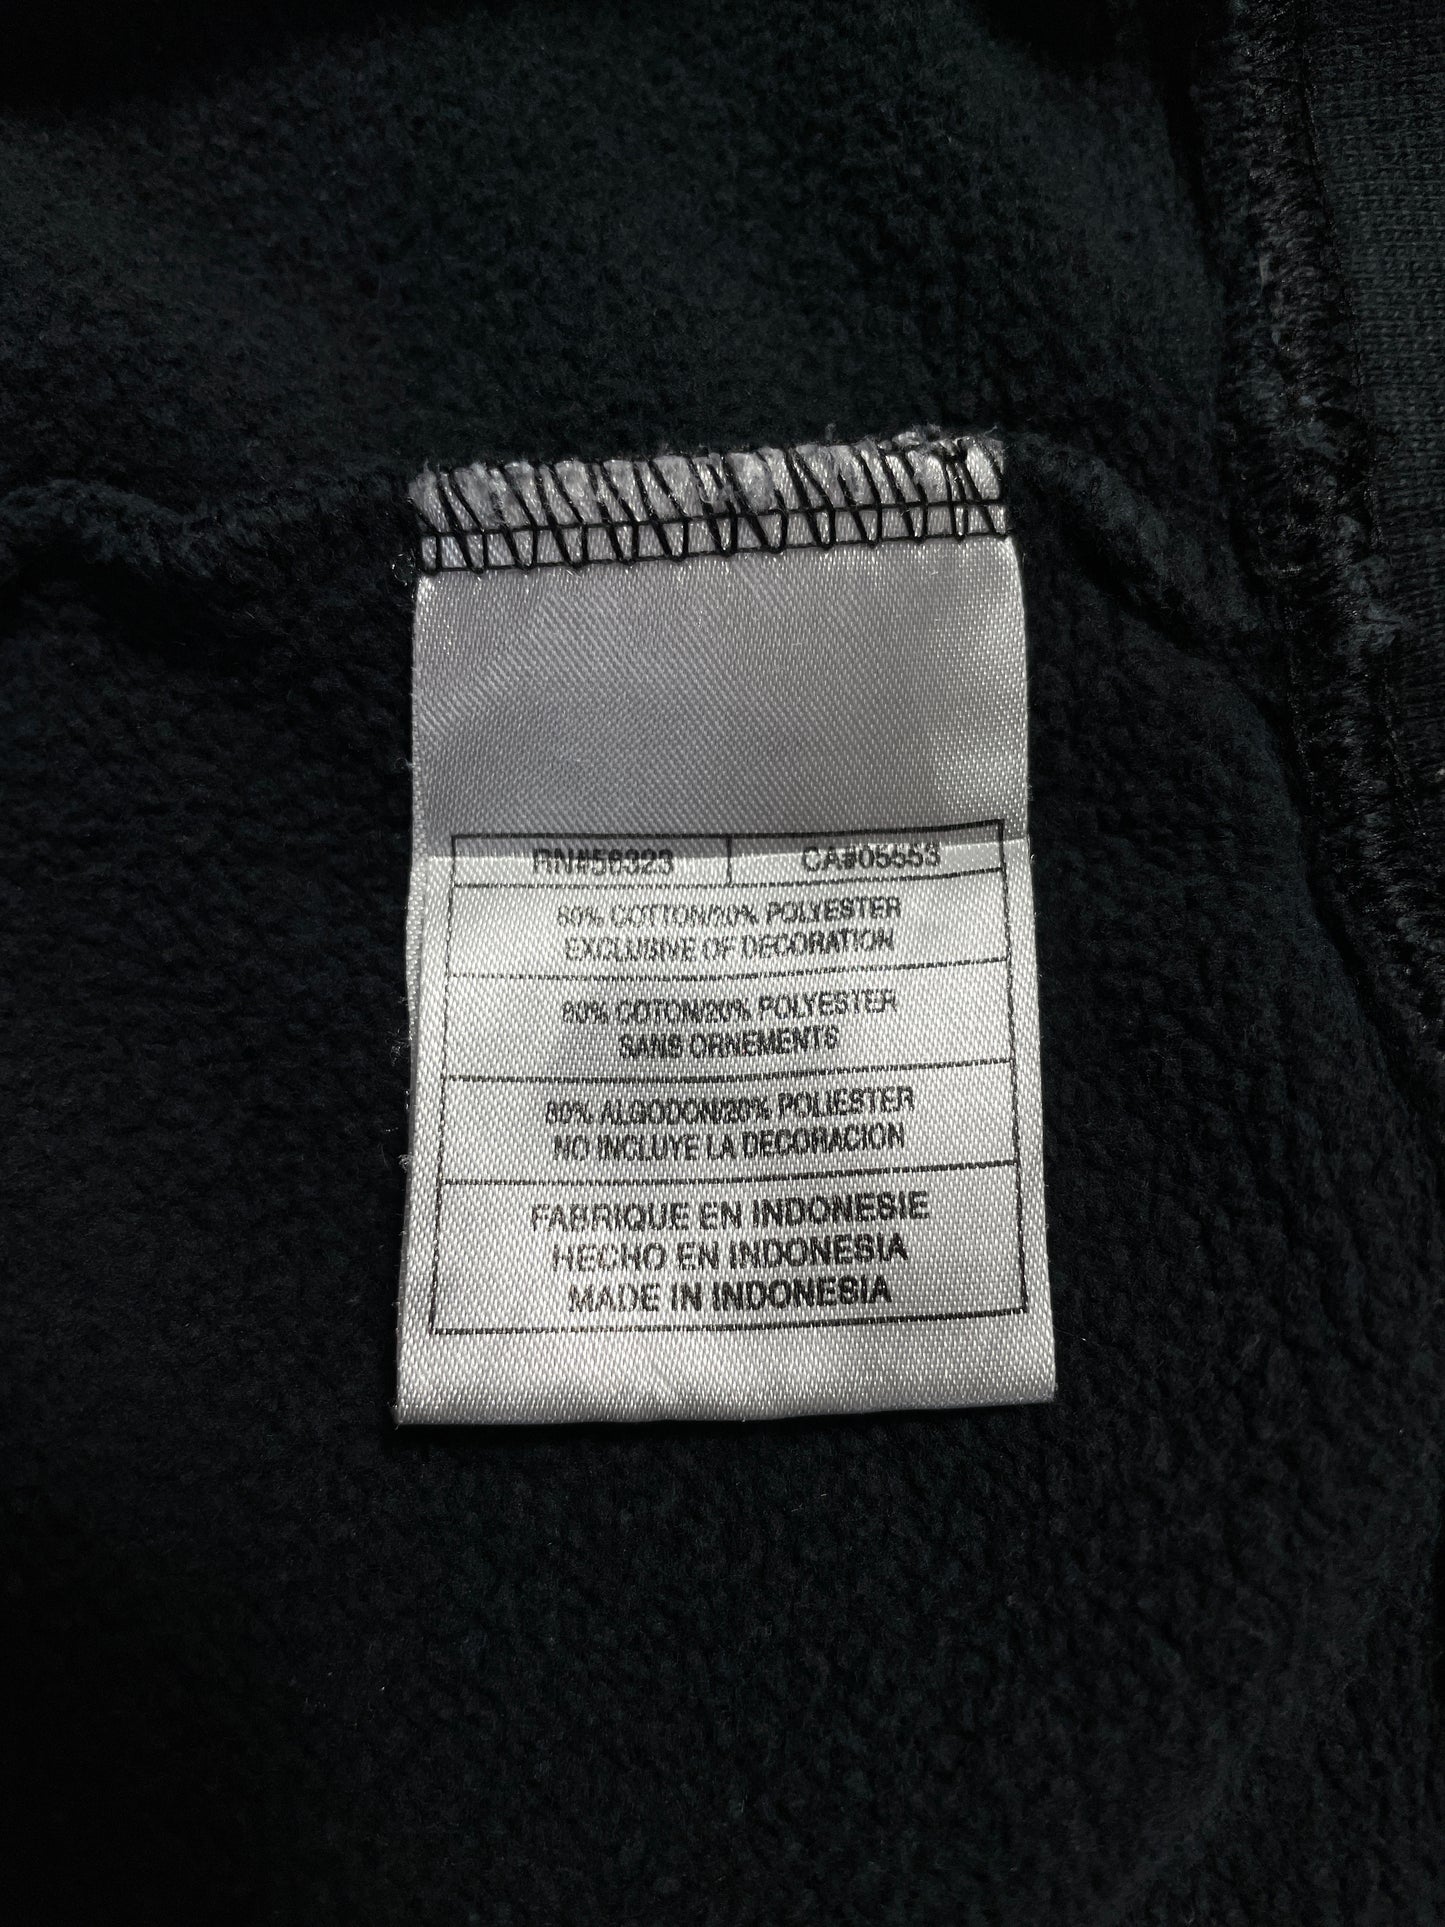 RN#56323 CA#05553
80% COTTON/20% POLYESTER
EXCLUSIVE OF DECORATION
80% COTON/20% POLYESTER
SANS ORNEMENTS
80% ALGODON/20% POLIESTER
NO INCLUYE LA DECORACION
FABRIQUE EN INDONESIE
HECHO EN INDONESIA
MADE IN INDONESIA